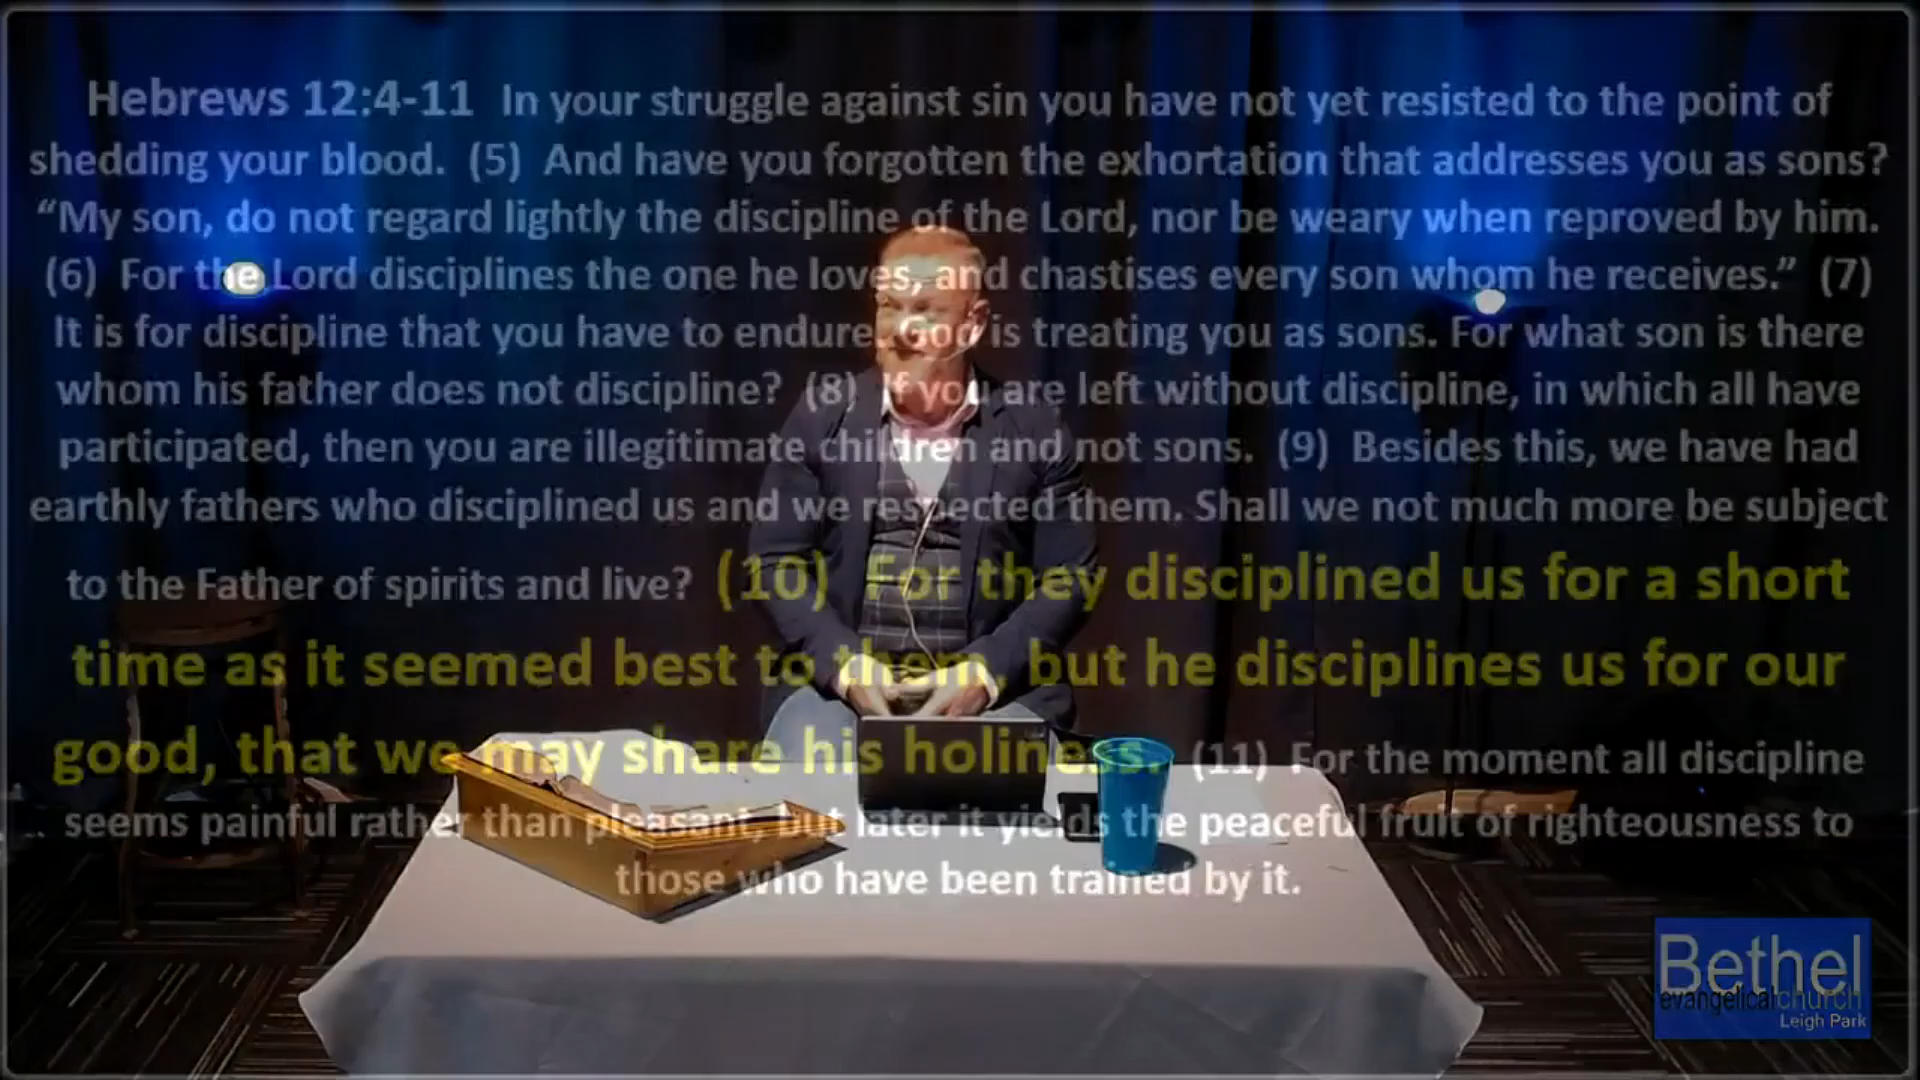 Hebrews 12:4-11 In your struggle against sin you have not yet resisted to the point of
shedding your blood. (5) And have you forgotten the exhortation that addresses you as sons?
“My son, do not regard lightly the discipline of the Lord, nor be weary when reproved by him.
(6) For the Lord disciplines the one he loves, and chastises every son whom he receives.” (7)
It is for discipline that you have to endure. God is treating you as sons. For what son is there
whom his father does not discipline? (8) If you are left without discipline, in which all have
participated, then you are illegitimate children and not sons. (9) Besides this, we have had
earthly fathers who disciplined us and we respected them. Shall we not much more be subject
to the Father of spirits and live? (10) For they disciplined us for a short
time as it seemed best to them, but he disciplines us for our
good, that we may share his holiness. (11) For the moment all discipline
seems painful rather than pleasant, but later it yields the peaceful fruit of righteousness to
those who have been trained by it.
Bethel
evangelicalchurch
Leigh Park